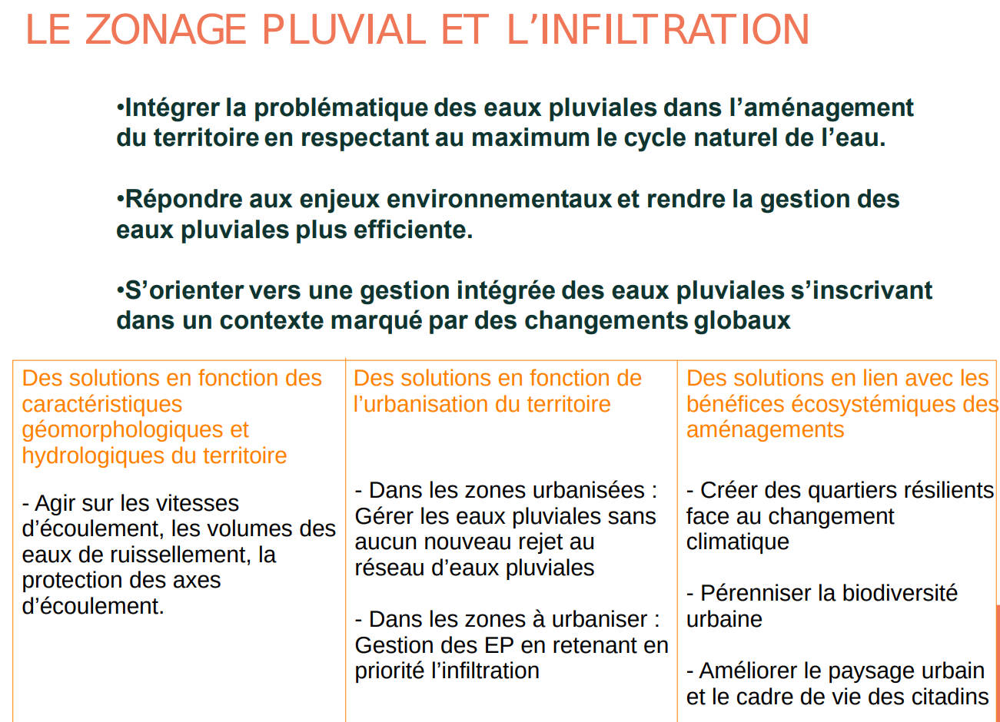 LE ZONAGE PLUVIAL ET L’INFILTRATION
•Intégrer la problématique des eaux pluviales dans l’aménagement
du territoire en respectant au maximum le cycle naturel de l’eau.
•Répondre aux enjeux environnementaux et rendre la gestion des
eaux pluviales plus efficiente.
•S’orienter vers une gestion intégrée des eaux pluviales s’inscrivant
dans un contexte marqué par des changements globaux
Des solutions en fonction des
caractéristiques
géomorphologiques et
hydrologiques du territoire
- Agir sur les vitesses
d’écoulement, les volumes des
eaux de ruissellement, la
protection des axes
d’écoulement.
Des solutions en fonction de
l’urbanisation du territoire
- Dans les zones urbanisées :
Gérer les eaux pluviales sans
aucun nouveau rejet au
réseau d’eaux pluviales
- Dans les zones à urbaniser :
Gestion des EP en retenant en
priorité l’infiltration
Des solutions en lien avec les
bénéfices écosystémiques des
aménagements
- Créer des quartiers résilients
face au changement
climatique
- Pérenniser la biodiversité
urbaine
- Améliorer le paysage urbain
et le cadre de vie des citadins